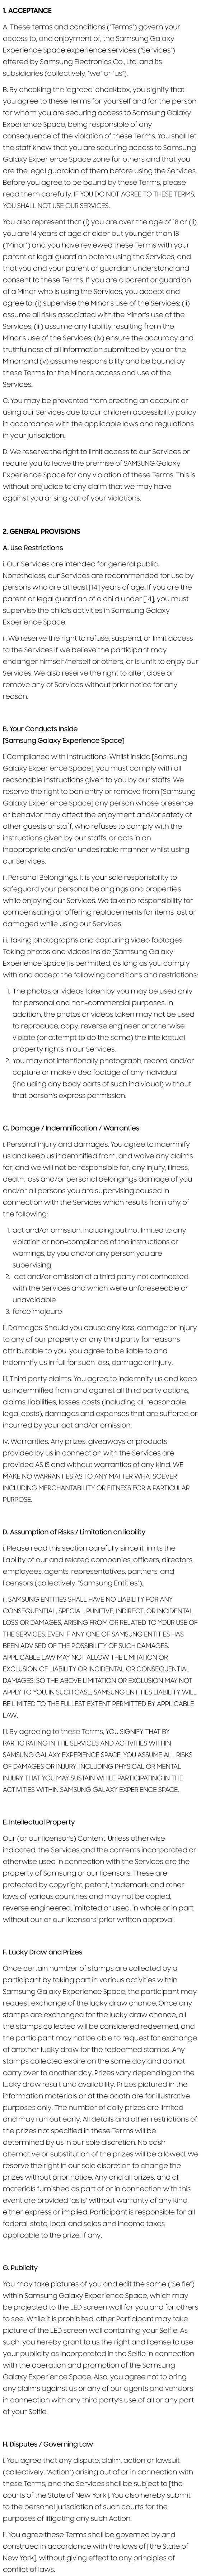 1. ACCEPTANCE
A. These terms and conditions ("Terms") govern your
access to, and enjoyment of, the Samsung Galaxy
Experience Space experience services ("Services")
offered by Samsung Electronics Co., Ltd. and its
subsidiaries (collectively, "we" or "us").
B. By checking the 'agreed' checkbox, you signify that
you agree to these Terms for yourself and for the person
for whom you are securing access to Samsung Galaxy
Experience Space, being responsible of any
consequence of the violation of these Terms. You shall let
the staff know that you are securing access to Samsung
Galaxy Experience Space zone for others and that you
are the legal guardian of them before using the Services.
Before you agree to be bound by these Terms, please
read them carefully. IF YOU DO NOT AGREE TO THESE TERMS,
YOU SHALL NOT USE OUR SERVICES.
You also represent that (i) you are over the age of 18 or (ii)
you are 14 years of age or older but younger than 18
("Minor") and you have reviewed these Terms with your
parent or legal guardian before using the Services, and
that you and your parent or guardian understand and
consent to these Terms. If you are a parent or guardian
of a Minor who is using the Services, you accept and
agree to: (i) supervise the Minor's use of the Services; (ii)
assume all risks associated with the Minor's use of the
Services, (iii) assume any liability resulting from the
Minor's use of the Services; (iv) ensure the accuracy and
truthfulness of all information submitted by you or the
Minor; and (v) assume responsibility and be bound by
these Terms for the Minor's access and use of the
Services.
C. You may be prevented from creating an account or
using our Services due to our children accessibility policy
in accordance with the applicable laws and regulations
in your jurisdiction.
D. We reserve the right to limit access to our Services or
require you to leave the premise of SAMSUNG Galaxy
Experience Space for any violation of these Terms. This is
without prejudice to any claim that we may have
against you arising out of your violations.
2. GENERAL PROVISIONS
A. Use Restrictions
i. Our Services are intended for general public.
Nonetheless, our Services are recommended for use by
persons who are at least [14] years of age. If you are the
parent or legal guardian of a child under [14], you must
supervise the child's activities in Samsung Galaxy
Experience Space.
ii. We reserve the right to refuse, suspend, or limit access
to the Services if we believe the participant may
endanger himself/herself or others, or is unfit to enjoy our
Services. We also reserve the right to alter, close or
remove any of Services without prior notice for any
reason.
B. Your Conducts Inside
[Samsung Galaxy Experience Space]
i. Compliance with Instructions. Whilst inside [Samsung
Galaxy Experience Space], you must comply with all
reasonable instructions given to you by our staffs. We
reserve the right to ban entry or remove from [Samsung
Galaxy Experience Space] any person whose presence
or behavior may affect the enjoyment and/or safety of
other guests or staff, who refuses to comply with the
instructions given by our staffs, or acts in an
inappropriate and/or undesirable manner whilst using
our Services.
ii. Personal Belongings. It is your sole responsibility to
safeguard your personal belongings and properties
while enjoying our Services. We take no responsibility for
compensating or offering replacements for items lost or
damaged while using our Services.
iii. Taking photographs and capturing video footages.
Taking photos and videos inside [Samsung Galaxy
Experience Space] is permitted, as long as you comply
with and accept the following conditions and restrictions:
1. The photos or videos taken by you may be used only
for personal and non-commercial purposes. In
addition, the photos or videos taken may not be used
to reproduce, copy, reverse engineer or otherwise
violate (or attempt to do the same) the intellectual
property rights in our Services.
2. You may not intentionally photograph, record, and/or
capture or make video footage of any individual
(including any body parts of such individual) without
that person's express permission.
C. Damage / Indemnification / Warranties
i. Personal injury and damages. You agree to indemnify
us and keep us indemnified from, and waive any claims
for, and we will not be responsible for, any injury, illness,
death, loss and/or personal belongings damage of you
and/or all persons you are supervising caused in
connection with the Services which results from any of
the following;
1. act and/or omission, including but not limited to any
violation or non-compliance of the instructions or
warnings, by you and/or any person you are
supervising
2. act and/or omission of a third party not connected
with the Services and which were unforeseeable or
unavoidable
3. force majeure
ii. Damages. Should you cause any loss, damage or injury
to any of our property or any third party for reasons
attributable to you, you agree to be liable to and
indemnify us in full for such loss, damage or injury.
iii. Third party claims. You agree to indemnify us and keep
us indemnified from and against all third party actions,
claims, liabilities, losses, costs (including all reasonable
legal costs), damages and expenses that are suffered or
incurred by your act and/or omission.
iv. Warranties. Any prizes, giveaways or products
provided by us in connection with the Services are
provided AS IS and without warranties of any kind. WE
MAKE NO WARRANTIES AS TO ANY MATTER WHATSOEVER
INCLUDING MERCHANTABILITY OR FITNESS FOR A PARTICULAR
PURPOSE.
D. Assumption of Risks / Limitation on liability
i. Please read this section carefully since it limits the
liability of our and related companies, officers, directors,
employees, agents, representatives, partners, and
licensors (collectively, "Samsung Entities").
ii. SAMSUNG ENTITIES SHALL HAVE NO LIABILITY FOR ANY
CONSEQUENTIAL, SPECIAL, PUNITIVE, INDIRECT, OR INCIDENTAL
LOSS OR DAMAGES, ARISING FROM OR RELATED TO YOUR USE OF
THE SERVICES, EVEN IF ANY ONE OF SAMSUNG ENTITIES HAS
BEEN ADVISED OF THE POSSIBILITY OF SUCH DAMAGES.
APPLICABLE LAW MAY NOT ALLOW THE LIMITATION OR
EXCLUSION OF LIABILITY OR INCIDENTAL OR CONSEQUENTIAL
DAMAGES, SO THE ABOVE LIMITATION OR EXCLUSION MAY NOT
APPLY TO YOU. IN SUCH CASE, SAMSUNG ENTITIES LIABILITY WILL
BE LIMITED TO THE FULLEST EXTENT PERMITTED BY APPLICABLE
LAW.
iii. By agreeing to these Terms, YOU SIGNIFY THAT BY
PARTICIPATING IN THE SERVICES AND ACTIVITIES WITHIN
SAMSUNG GALAXY EXPERIENCE SPACE, YOU ASSUME ALL RISKS
OF DAMAGES OR INJURY, INCLUDING PHYSICAL OR MENTAL
INJURY THAT YOU MAY SUSTAIN WHILE PARTICIPATING IN THE
ACTIVITIES WITHIN SAMSUNG GALAXY EXPERIENCE SPACE.
E. Intellectual Property
Our (or our licensor's) Content. Unless otherwise
indicated, the Services and the contents incorporated or
otherwise used in connection with the Services are the
property of Samsung or our licensors. These are
protected by copyright, patent, trademark and other
laws of various countries and may not be copied,
reverse engineered, imitated or used, in whole or in part,
without our or our licensors' prior written approval.
F. Lucky Draw and Prizes
Once certain number of stamps are collected by a
participant by taking part in various activities within
Samsung Galaxy Experience Space, the participant may
request exchange of the lucky draw chance. Once any
stamps are exchanged for the lucky draw chance, all
the stamps collected will be considered redeemed, and
the participant may not be able to request for exchange
of another lucky draw for the redeemed stamps. Any
stamps collected expire on the same day and do not
carry over to another day. Prizes vary depending on the
lucky draw result and availability. Prizes pictured in the
information materials or at the booth are for illustrative
purposes only. The number of daily prizes are limited
and may run out early. All details and other restrictions of
the prizes not specified in these Terms will be
determined by us in our sole discretion. No cash
alternative or substitution of the prizes will be allowed. We
reserve the right in our sole discretion to change the
prizes without prior notice. Any and all prizes, and all
materials furnished as part of or in connection with this
event are provided "as is" without warranty of any kind,
either express or implied. Participant is responsible for all
federal, state, local and sales and income taxes
applicable to the prize, if any.
G. Publicity
You may take pictures of you and edit the same ("Selfie")
within Samsung Galaxy Experience Space, which may
be projected to the LED screen wall for you and for others
to see. While it is prohibited, other Participant may take
picture of the LED screen wall containing your Selfie. As
such, you hereby grant to us the right and license to use
your publicity as incorporated in the Selfie in connection
with the operation and promotion of the Samsung
Galaxy Experience Space. Also, you agree not to bring
any claims against us or any of our agents and vendors
in connection with any third party's use of all or any part
of your Selfie.
H. Disputes / Governing Law
i. You agree that any dispute, claim, action or lawsuit
(collectively, "Action") arising out of or in connection with
these Terms, and the Services shall be subject to [the
courts of the State of New York]. You also hereby submit
to the personal jurisdiction of such courts for the
purposes of litigating any such Action.
ii. You agree these Terms shall be governed by and
construed in accordance with the laws of [the State of
New York], without giving effect to any principles of
conflict of laws.